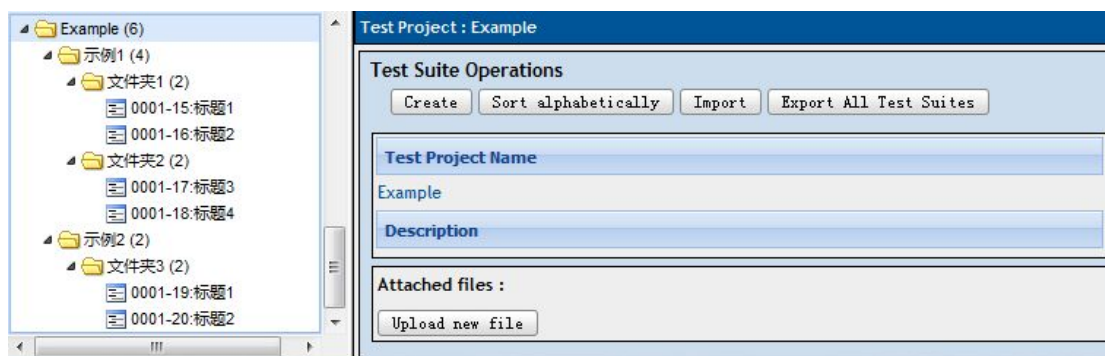 Example (6)
示例1 (4)
文件夹1 (2)
0001-15:标题1
0001-16:标题2
文件夹2 (2)
0001-17:标题3
0001-18:标题4
示例2 (2)
文件夹3 (2)
0001-19:标题1
0001-20:标题2
Test Project : Example
Test Suite Operations
Create Sort alphabetically Import Export All Test Suites
Test Project Name
Example
Description
Attached files :
Upload new file